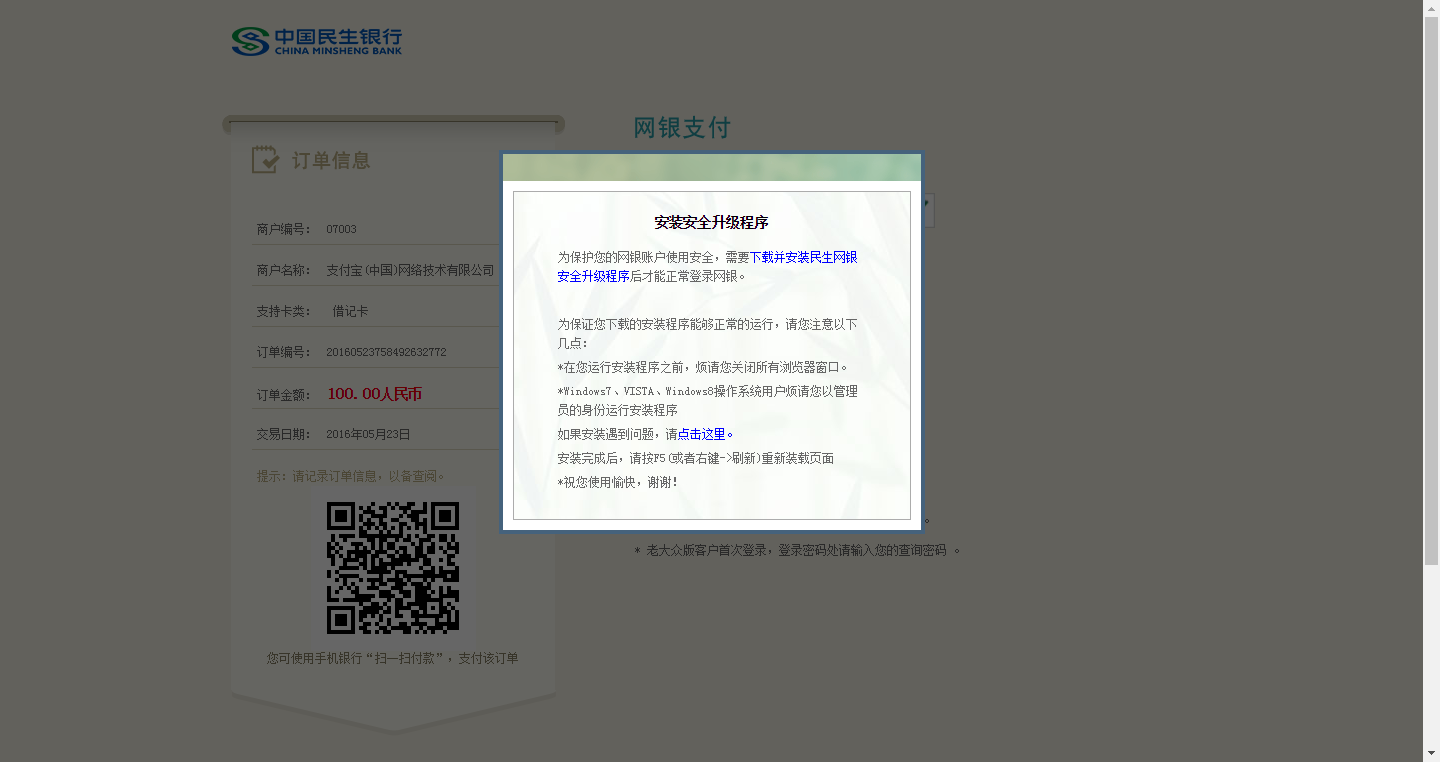 中国民生银行
CHINA MINSHENG BANK
网银支付
订单信息
商户编号： 07003
商户名称： 支付宝(中国)网络技术有限公司
支持卡类： 借记卡
订单编号： 20160523758492632772
订单金额： 100.00人民币
交易日期： 2016年05月23日
提示：请记录订单信息，以备查阅。
您可使用手机银行“扫一扫付款”，支付该订单
安装安全升级程序
为保护您的网银账户使用安全，需要下载并安装民生网银
安全升级程序后才能正常登录网银。
为保证您下载的安装程序能够正常的运行，请您注意以下
几点：
*在您运行安装程序之前，烦请您关闭所有浏览器窗口。
*Windows7、VISTA、Windows8操作系统用户烦请您以管理
员的身份运行安装程序
如果安装遇到问题，请点击这里。
安装完成后，请按F5(或者右键->刷新)重新装载页面
*祝您使用愉快，谢谢！
。
* 老大众版客户首次登录，登录密码处请输入您的查询密码 。